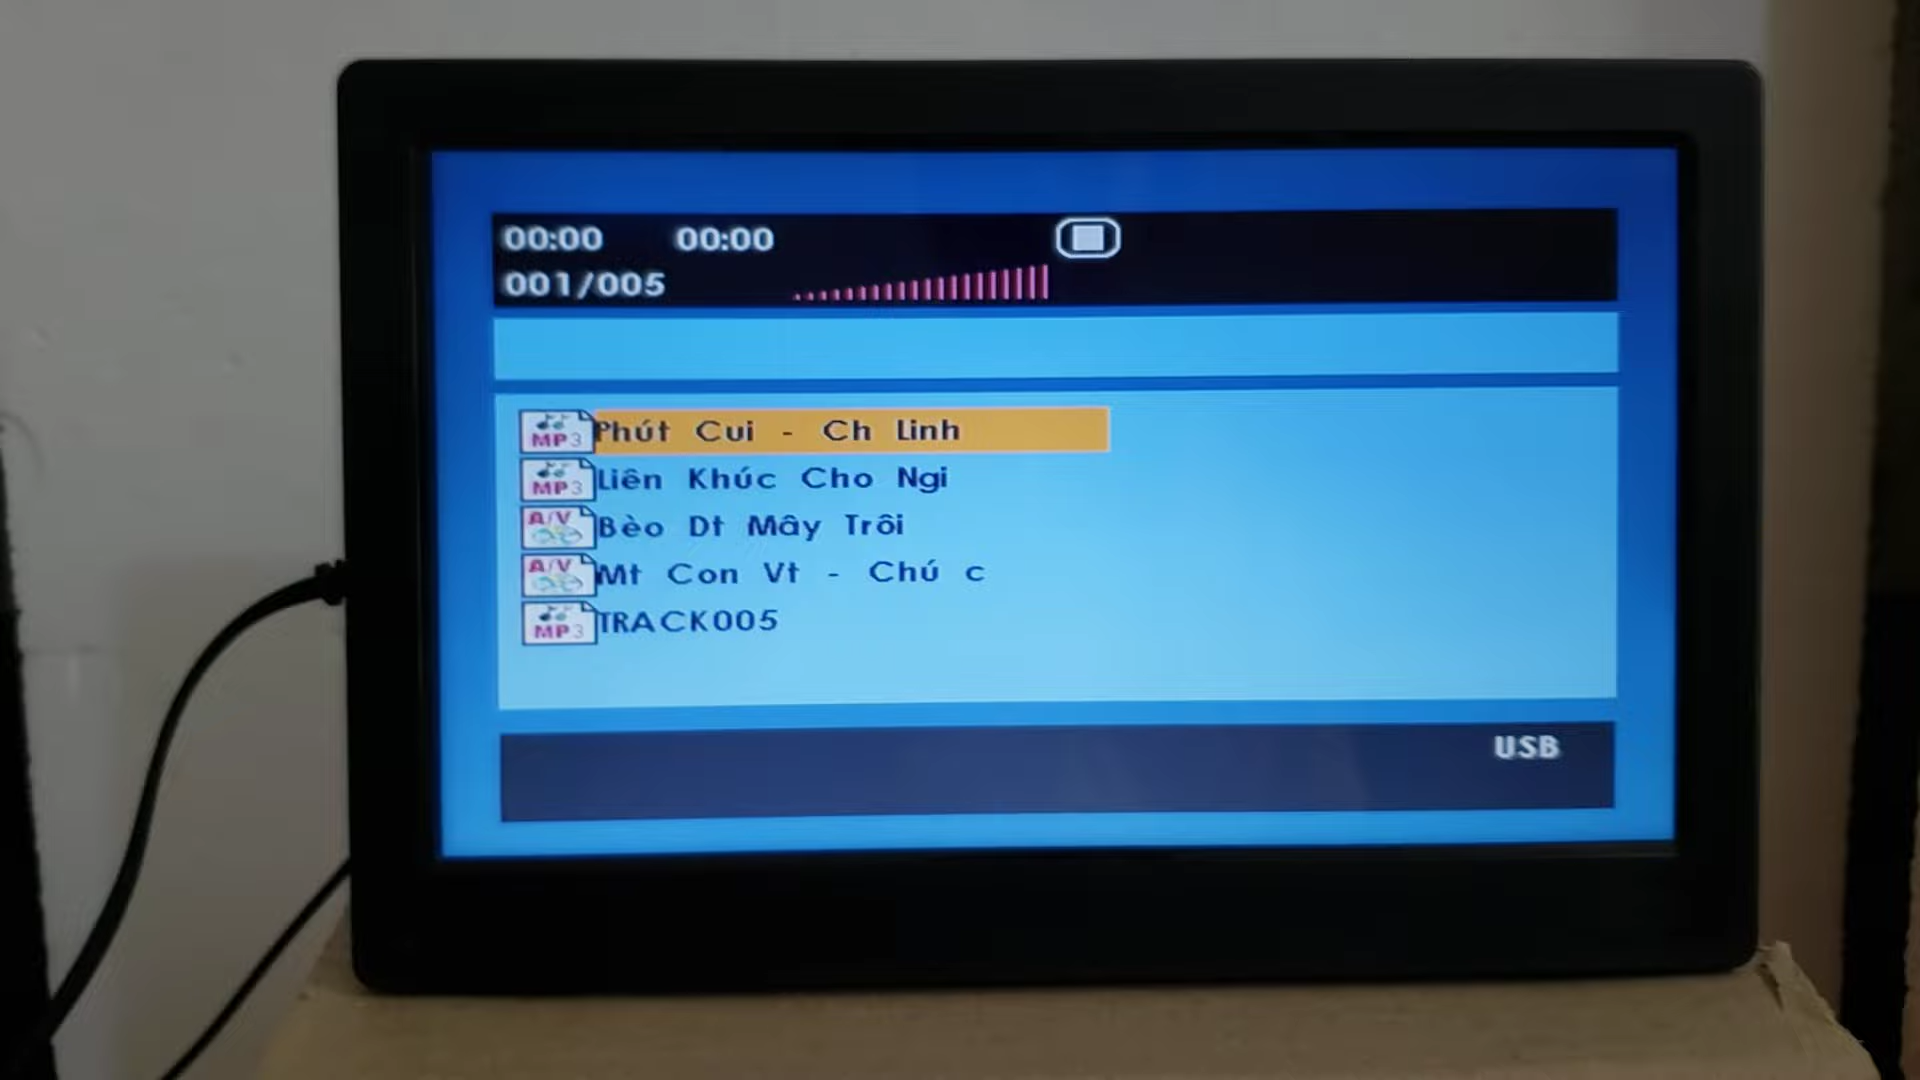 00:00 00:00
001/005
MP3 Phút Cui - Ch Linh
MP3 Liên Khúc Cho Ngi
A/V Bèo Dt Mây Trôi
A/V Mt Con Vt - Chú c
MP3 TRACK005
USB